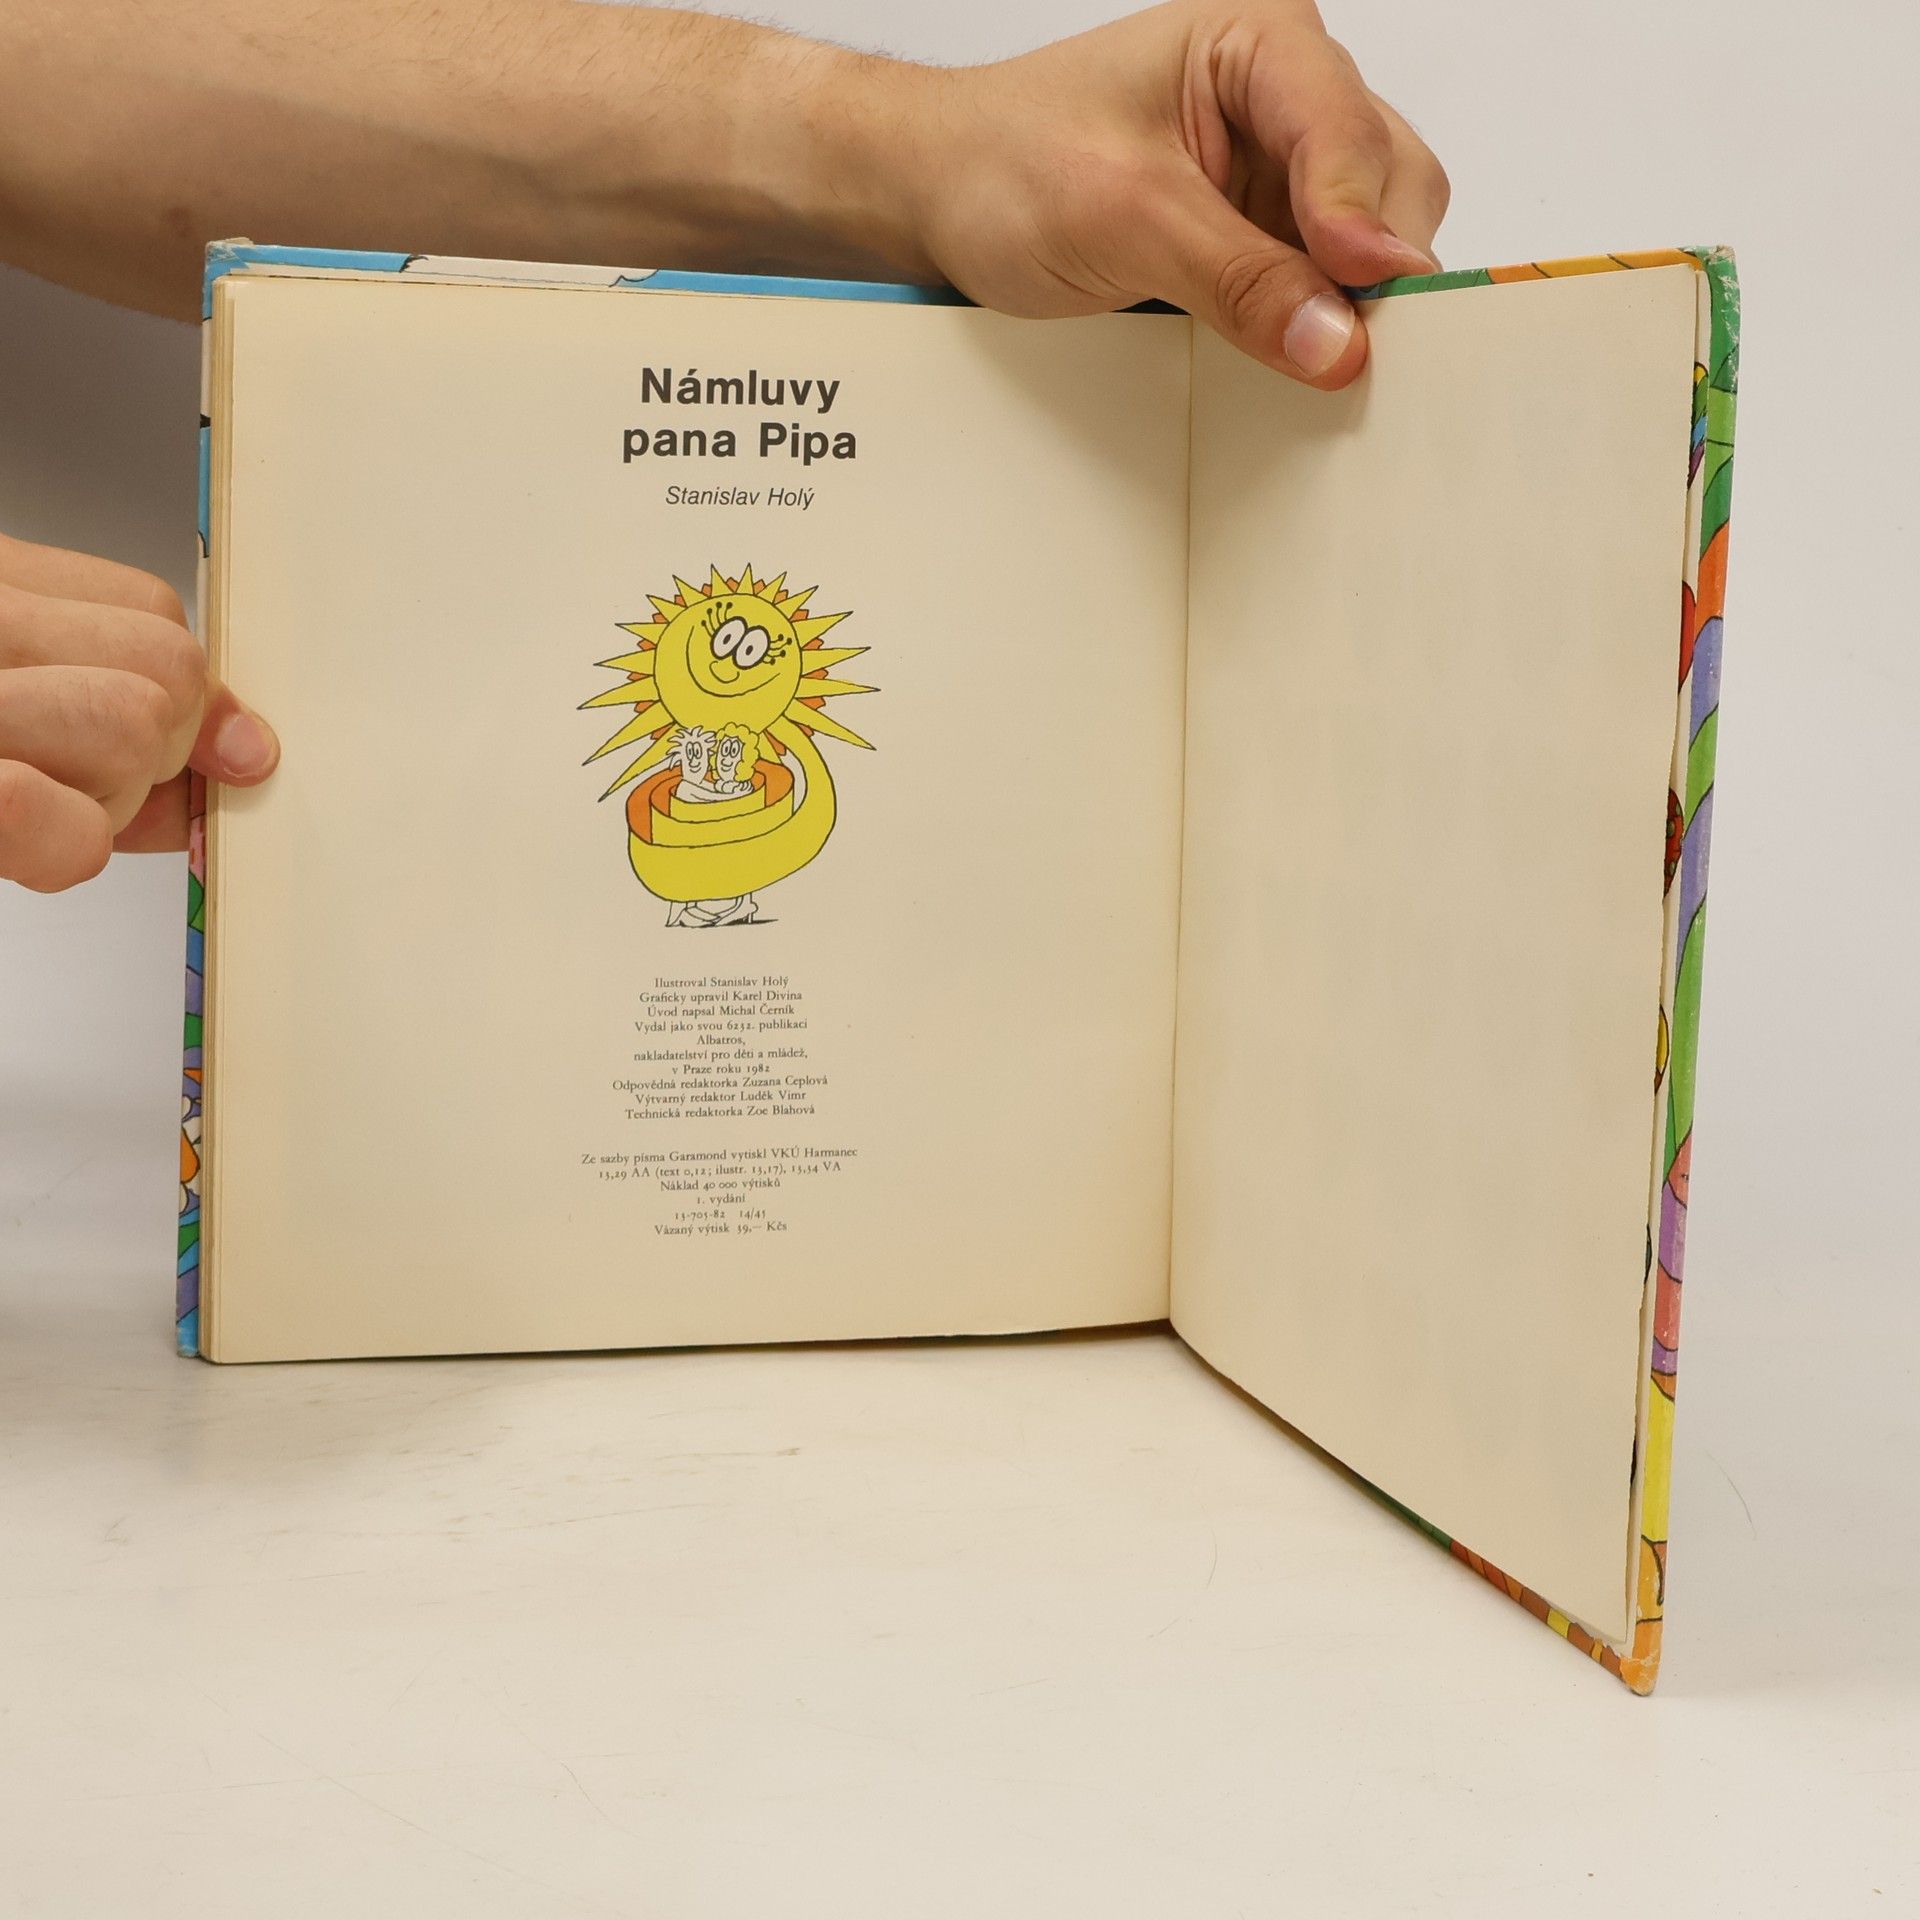 Námluvy
pana Pipa
Stanislav Holý
Ilustroval Stanislav Holý
Graficky upravil Karel Divina
Úvod napsal Michal Černík
Vydal jako svou 6232. publikaci
Albatros,
nakladatelství pro děti a mládež,
v Praze roku 1982
Odpovědná redaktorka Zuzana Ceplová
Výtvarný redaktor Luděk Vimr
Technická redaktorka Zoe Blahová
Ze sazby písma Garamond vytiskl VKÚ Harmanec
13,29 AA (text 0,12; ilustr. 13,17), 13,34 VA
Náklad 40 000 výtisků
1. vydání
13-705-82 14/45
Vázaný výtisk 39,— Kčs